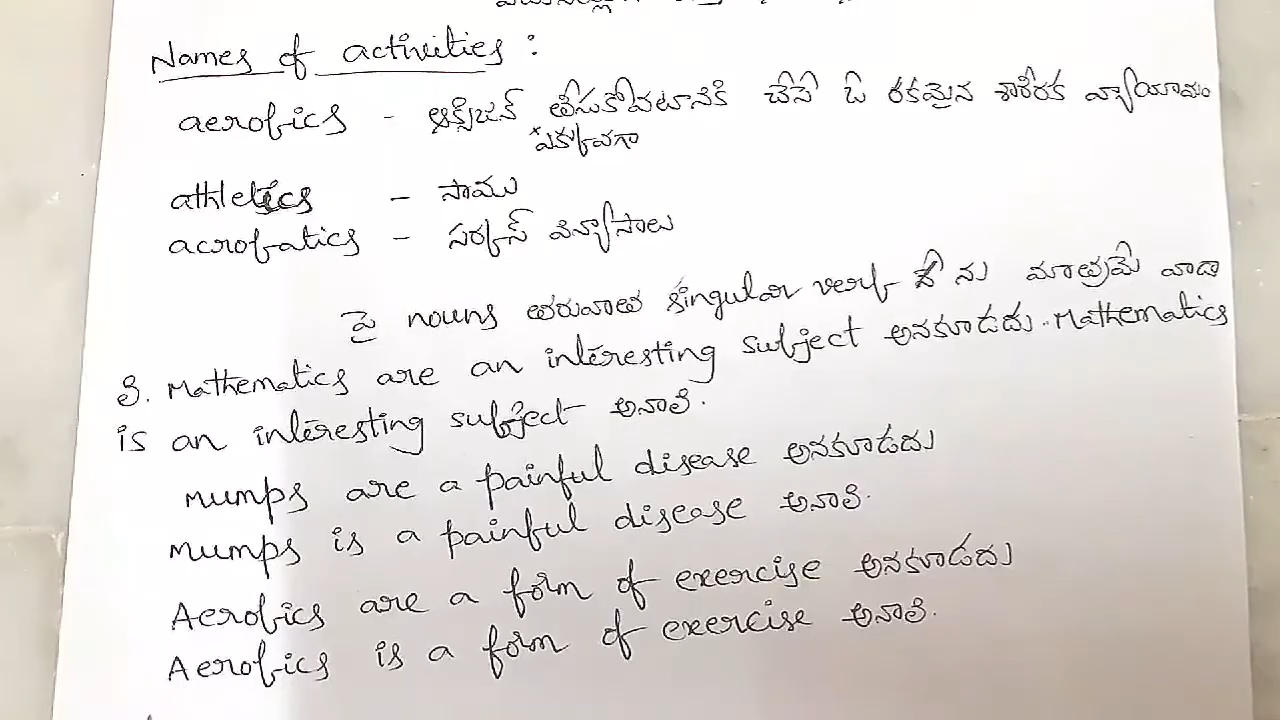 Names of activities :
aerobics - ఆక్సిజన్ తీసుకోవటానికి చేసే ఓ రకమైన శారీరక వ్యాయామం
× ఎక్కువగా
athletics - సాము
acrobatics - సర్కస్ విన్యాసాలు
పై nouns తరువాత singular verb నే ను మాత్రమే వాడా
లి. Mathematics are an interesting subject అనకూడదు. Mathematics
is an interesting subject అనాలి.
Mumps are a painful disease అనకూడదు
Mumps is a painful disease అనాలి.
Aerobics are a form of exercise అనకూడదు
Aerobics is a form of exercise అనాలి.